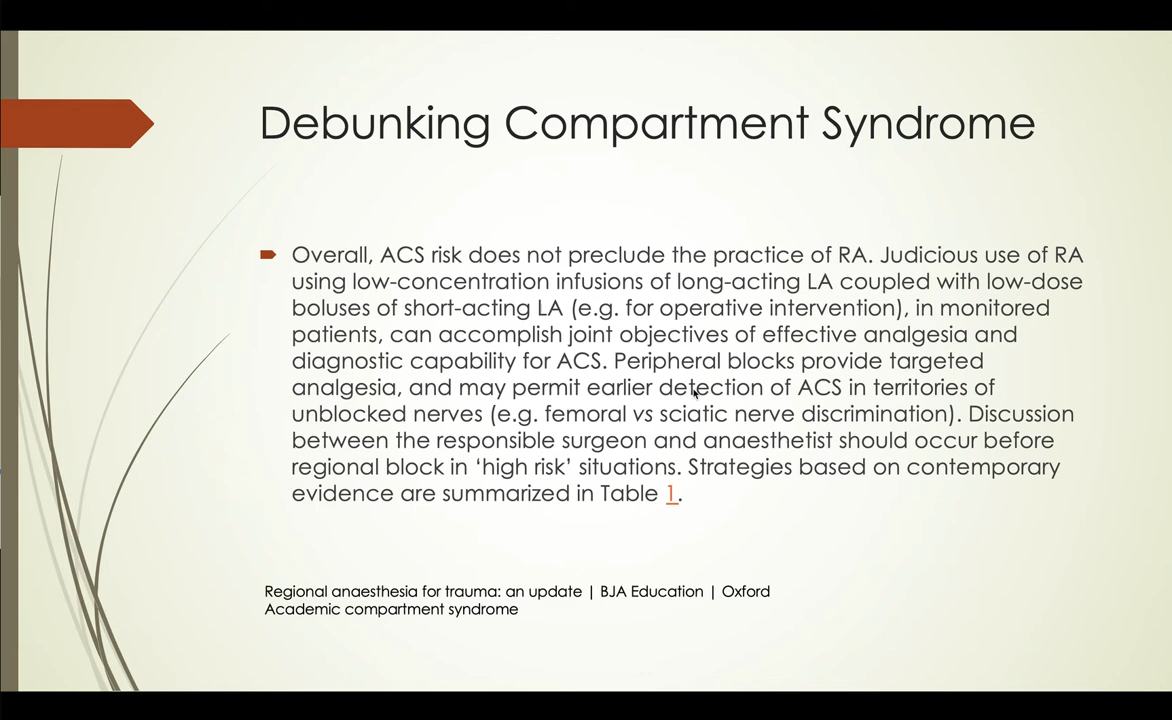 Debunking Compartment Syndrome
Overall, ACS risk does not preclude the practice of RA. Judicious use of RA
using low-concentration infusions of long-acting LA coupled with low-dose
boluses of short-acting LA (e.g. for operative intervention), in monitored
patients, can accomplish joint objectives of effective analgesia and
diagnostic capability for ACS. Peripheral blocks provide targeted
analgesia, and may permit earlier detection of ACS in territories of
unblocked nerves (e.g. femoral vs sciatic nerve discrimination). Discussion
between the responsible surgeon and anaesthetist should occur before
regional block in ‘high risk’ situations. Strategies based on contemporary
evidence are summarized in Table 1.
Regional anaesthesia for trauma: an update | BJA Education | Oxford
Academic compartment syndrome